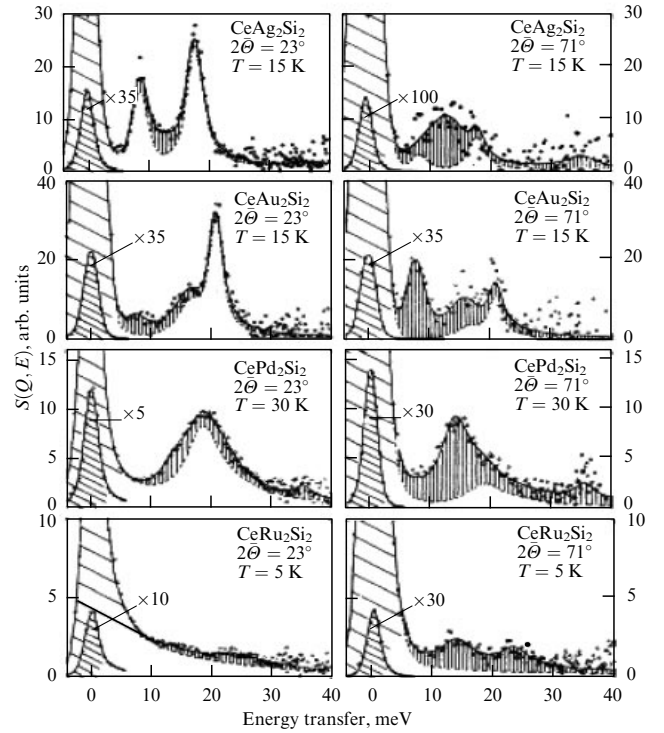 30
20
10
0
CeAg₂Si₂
2Θ̄ = 23°
T = 15 K
×35
CeAg₂Si₂
2Θ̄ = 71°
T = 15 K
×100
30
20
10
0
40
20
0
CeAu₂Si₂
2Θ̄ = 23°
T = 15 K
×35
CeAu₂Si₂
2Θ̄ = 71°
T = 15 K
×35
40
20
0
S(Q, E), arb. units
15
10
5
0
CePd₂Si₂
2Θ̄ = 23°
T = 30 K
×5
CePd₂Si₂
2Θ̄ = 71°
T = 30 K
×30
15
10
5
0
10
5
0
CeRu₂Si₂
2Θ̄ = 23°
T = 5 K
×10
CeRu₂Si₂
2Θ̄ = 71°
T = 5 K
×30
10
5
0
0 10 20 30 40 0 10 20 30 40
Energy transfer, meV